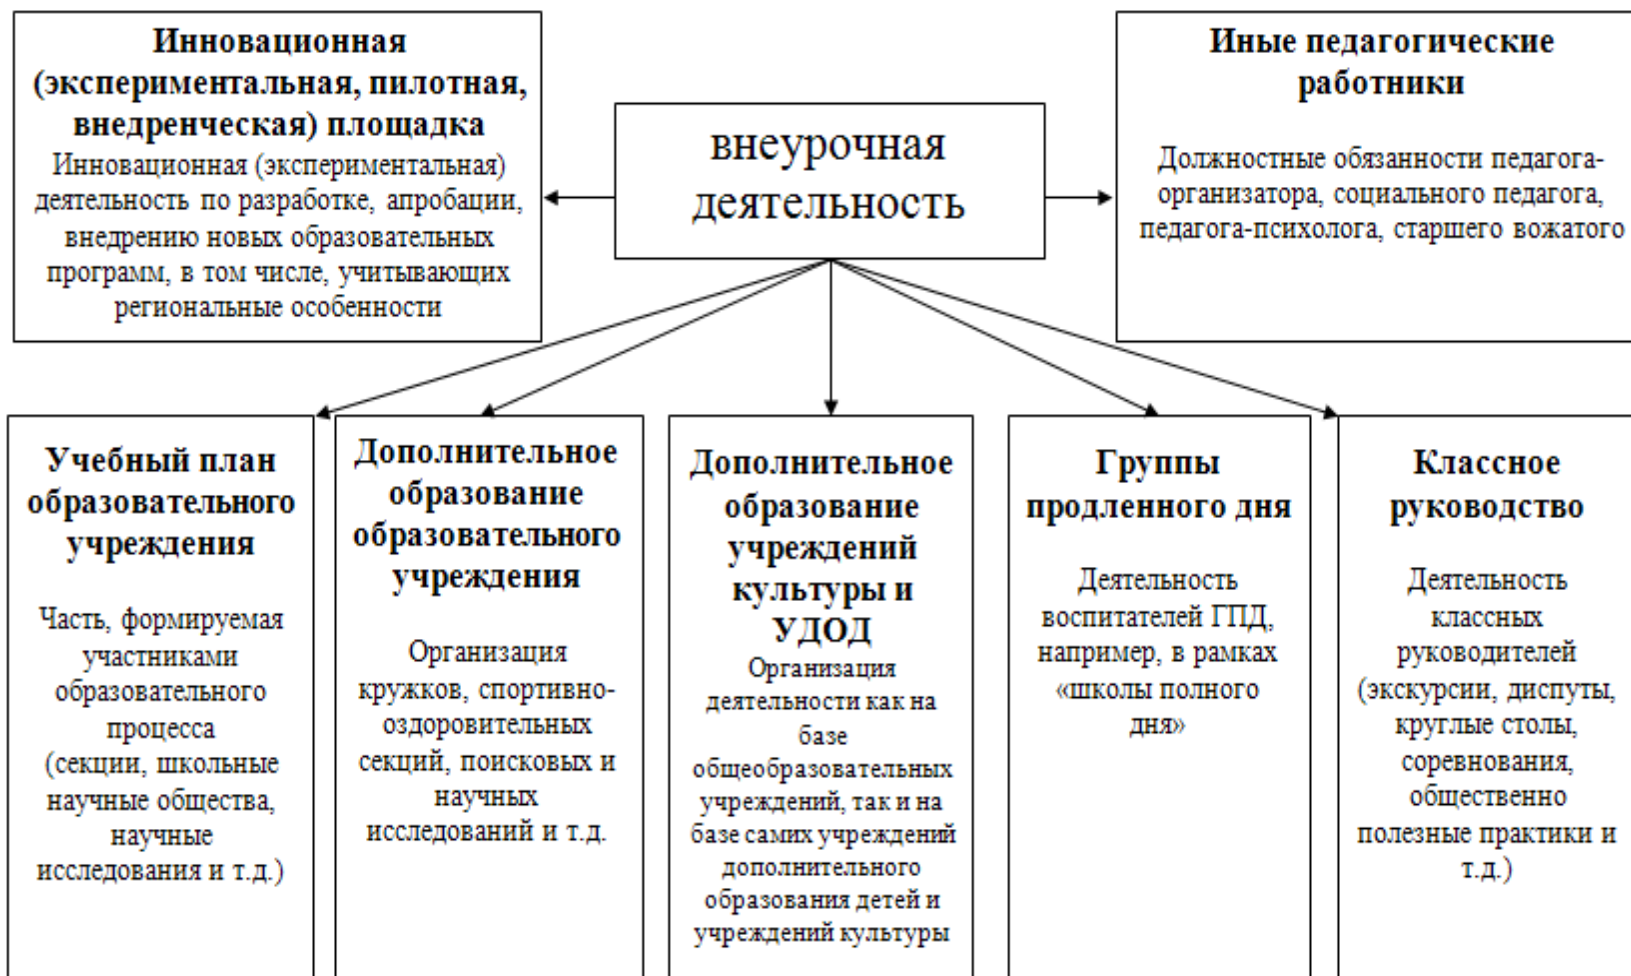 Инновационная
(экспериментальная, пилотная,
внедренческая) площадка
Инновационная (экспериментальная)
деятельность по разработке, апробации,
внедрению новых образовательных
программ, в том числе, учитывающих
региональные особенности
внеурочная
деятельность
Иные педагогические
работники
Должностные обязанности педагога-
организатора, социального педагога,
педагога-психолога, старшего вожатого
Учебный план
образовательного
учреждения
Часть, формируемая
участниками
образовательного
процесса
(секции, школьные
научные общества,
научные
исследования и т.д.)
Дополнительное
образование
образовательного
учреждения
Организация
кружков, спортивно-
оздоровительных
секций, поисковых и
научных
исследований и т.д.
Дополнительное
образование
учреждений
культуры и
УДОД
Организация
деятельности как на
базе
общеобразовательных
учреждений, так и на
базе самих учреждений
дополнительного
образования детей и
учреждений культуры
Группы
продленного дня
Деятельность
воспитателей ГПД,
например, в рамках
«школы полного
дня»
Классное
руководство
Деятельность
классных
руководителей
(экскурсии, диспуты,
круглые столы,
соревнования,
общественно
полезные практики и
т.д.)